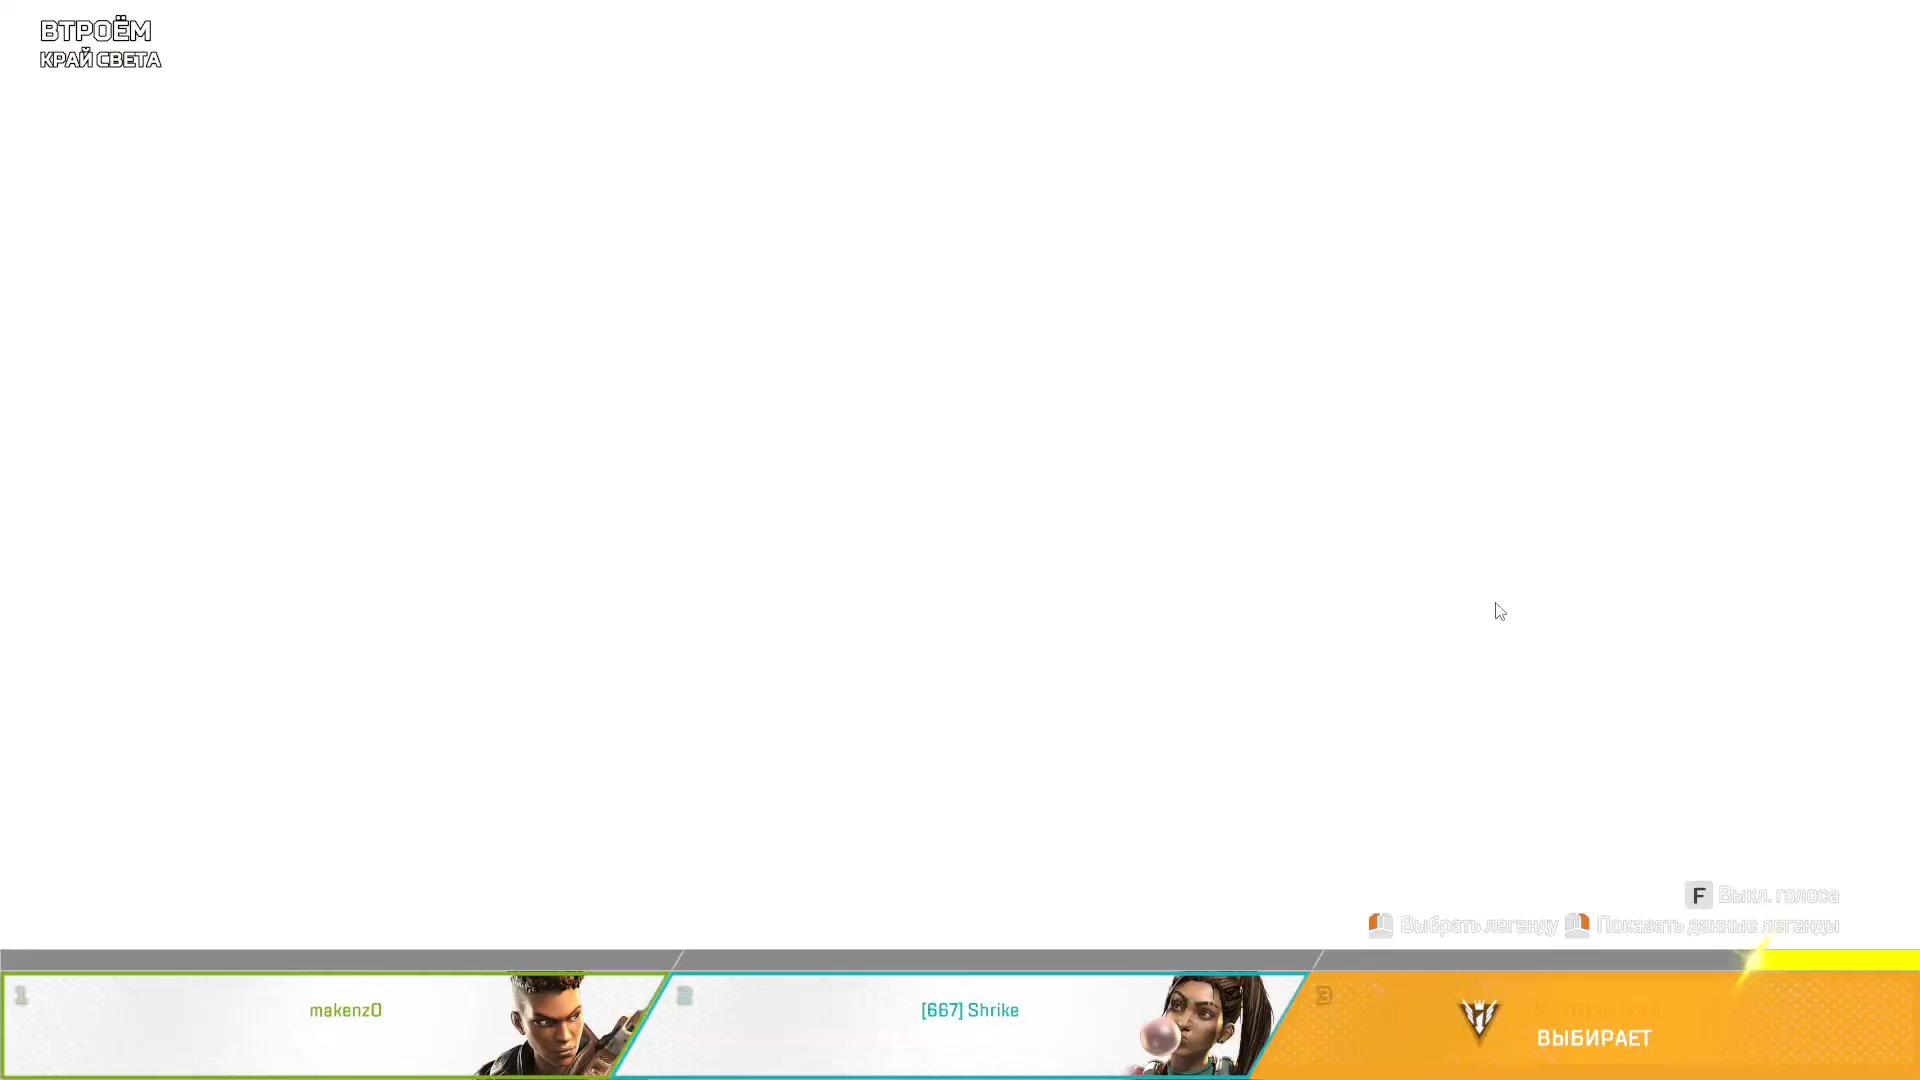 ВТРОЁМ
КРАЙ СВЕТА
F Выкл. голоса
Выбрать легенду Показать данные легенды
1
makenz0
2
[667] Shrike
3
ВЫБИРАЕТ